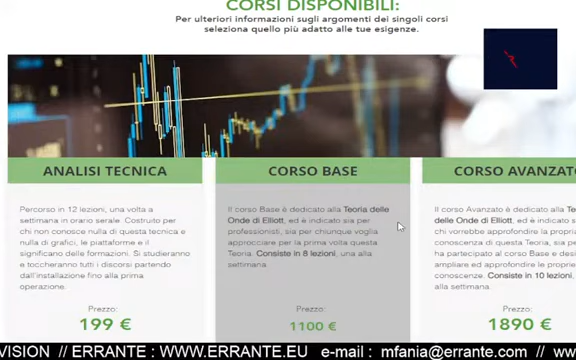 CORSI DISPONIBILI:
Per ulteriori informazioni sugli argomenti dei singoli corsi
seleziona quello più adatto alle tue esigenze.
ANALISI TECNICA
Percorso in 12 lezioni, una volta a
settimana in orario serale. Costruito per
chi non conosce nulla di questa tecnica e
nulla di grafici, le piattaforme e il
significato delle formazioni. Si studieranno
e toccheranno tutti i discorsi partendo
dall'installazione fino alla prima
operazione.
Prezzo:
199 €
CORSO BASE
Il corso Base è dedicato alla Teoria delle
Onde di Elliott, ed è indicato sia per
professionisti, sia per chiunque voglia
approcciare per la prima volta questa
Teoria. Consiste in 8 lezioni, una alla
settimana.
Prezzo:
1100 €
CORSO AVANZATO
Il corso Avanzato è dedicato alla Te
delle Onde di Elliott, ed è indicato s
chi vorrebbe approfondire la propri
conoscenza di questa Teoria, sia pe
ha partecipato al corso Base e desi
ampliare ed approfondire le proprie
conoscenze. Consiste in 10 lezioni,
alla settimana.
Prezzo:
1890 €
VISION // ERRANTE : WWW.ERRANTE.EU e-mail : mfania@errante.com // www.